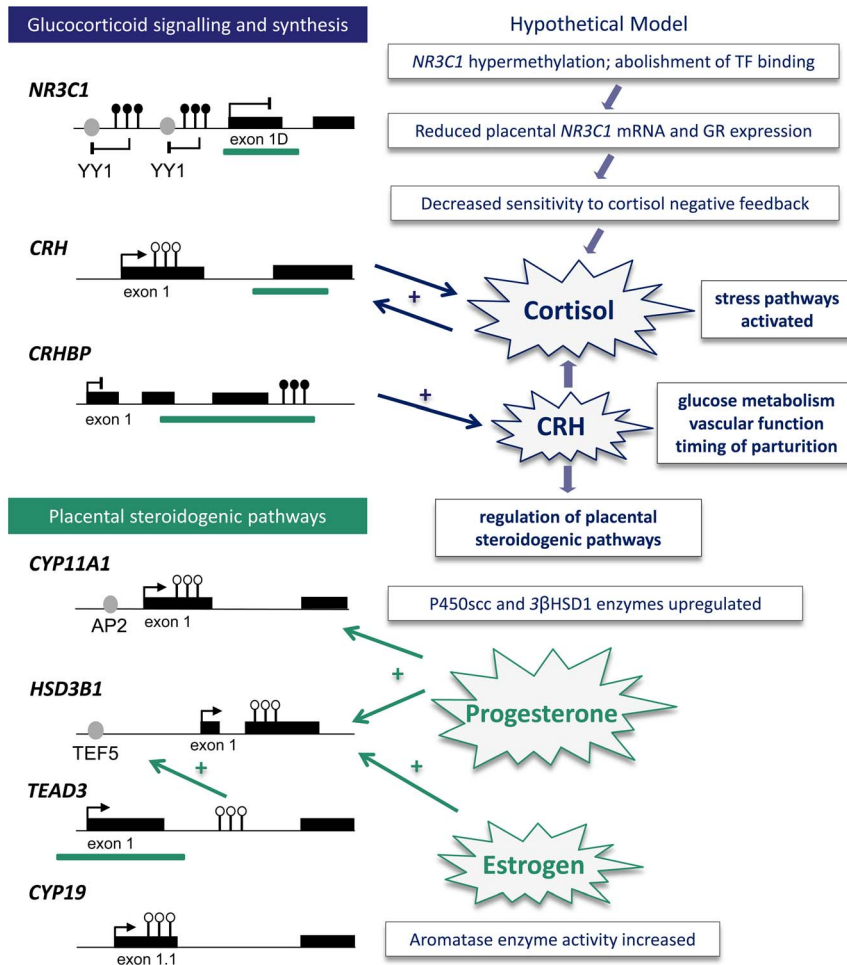 Glucocorticoid signalling and synthesis
Hypothetical Model
NR3C1 hypermethylation; abolishment of TF binding
NR3C1
exon 1D
YY1
YY1
Reduced placental NR3C1 mRNA and GR expression
Decreased sensitivity to cortisol negative feedback
CRH
exon 1
+
Cortisol
stress pathways
activated
CRHBP
exon 1
+
CRH
glucose metabolism
vascular function
timing of parturition
regulation of placental
steroidogenic pathways
Placental steroidogenic pathways
CYP11A1
AP2
exon 1
P450scc and 3βHSD1 enzymes upregulated
+
HSD3B1
TEF5
exon 1
Progesterone
+
+
TEAD3
exon 1
Estrogen
CYP19
exon 1.1
Aromatase enzyme activity increased